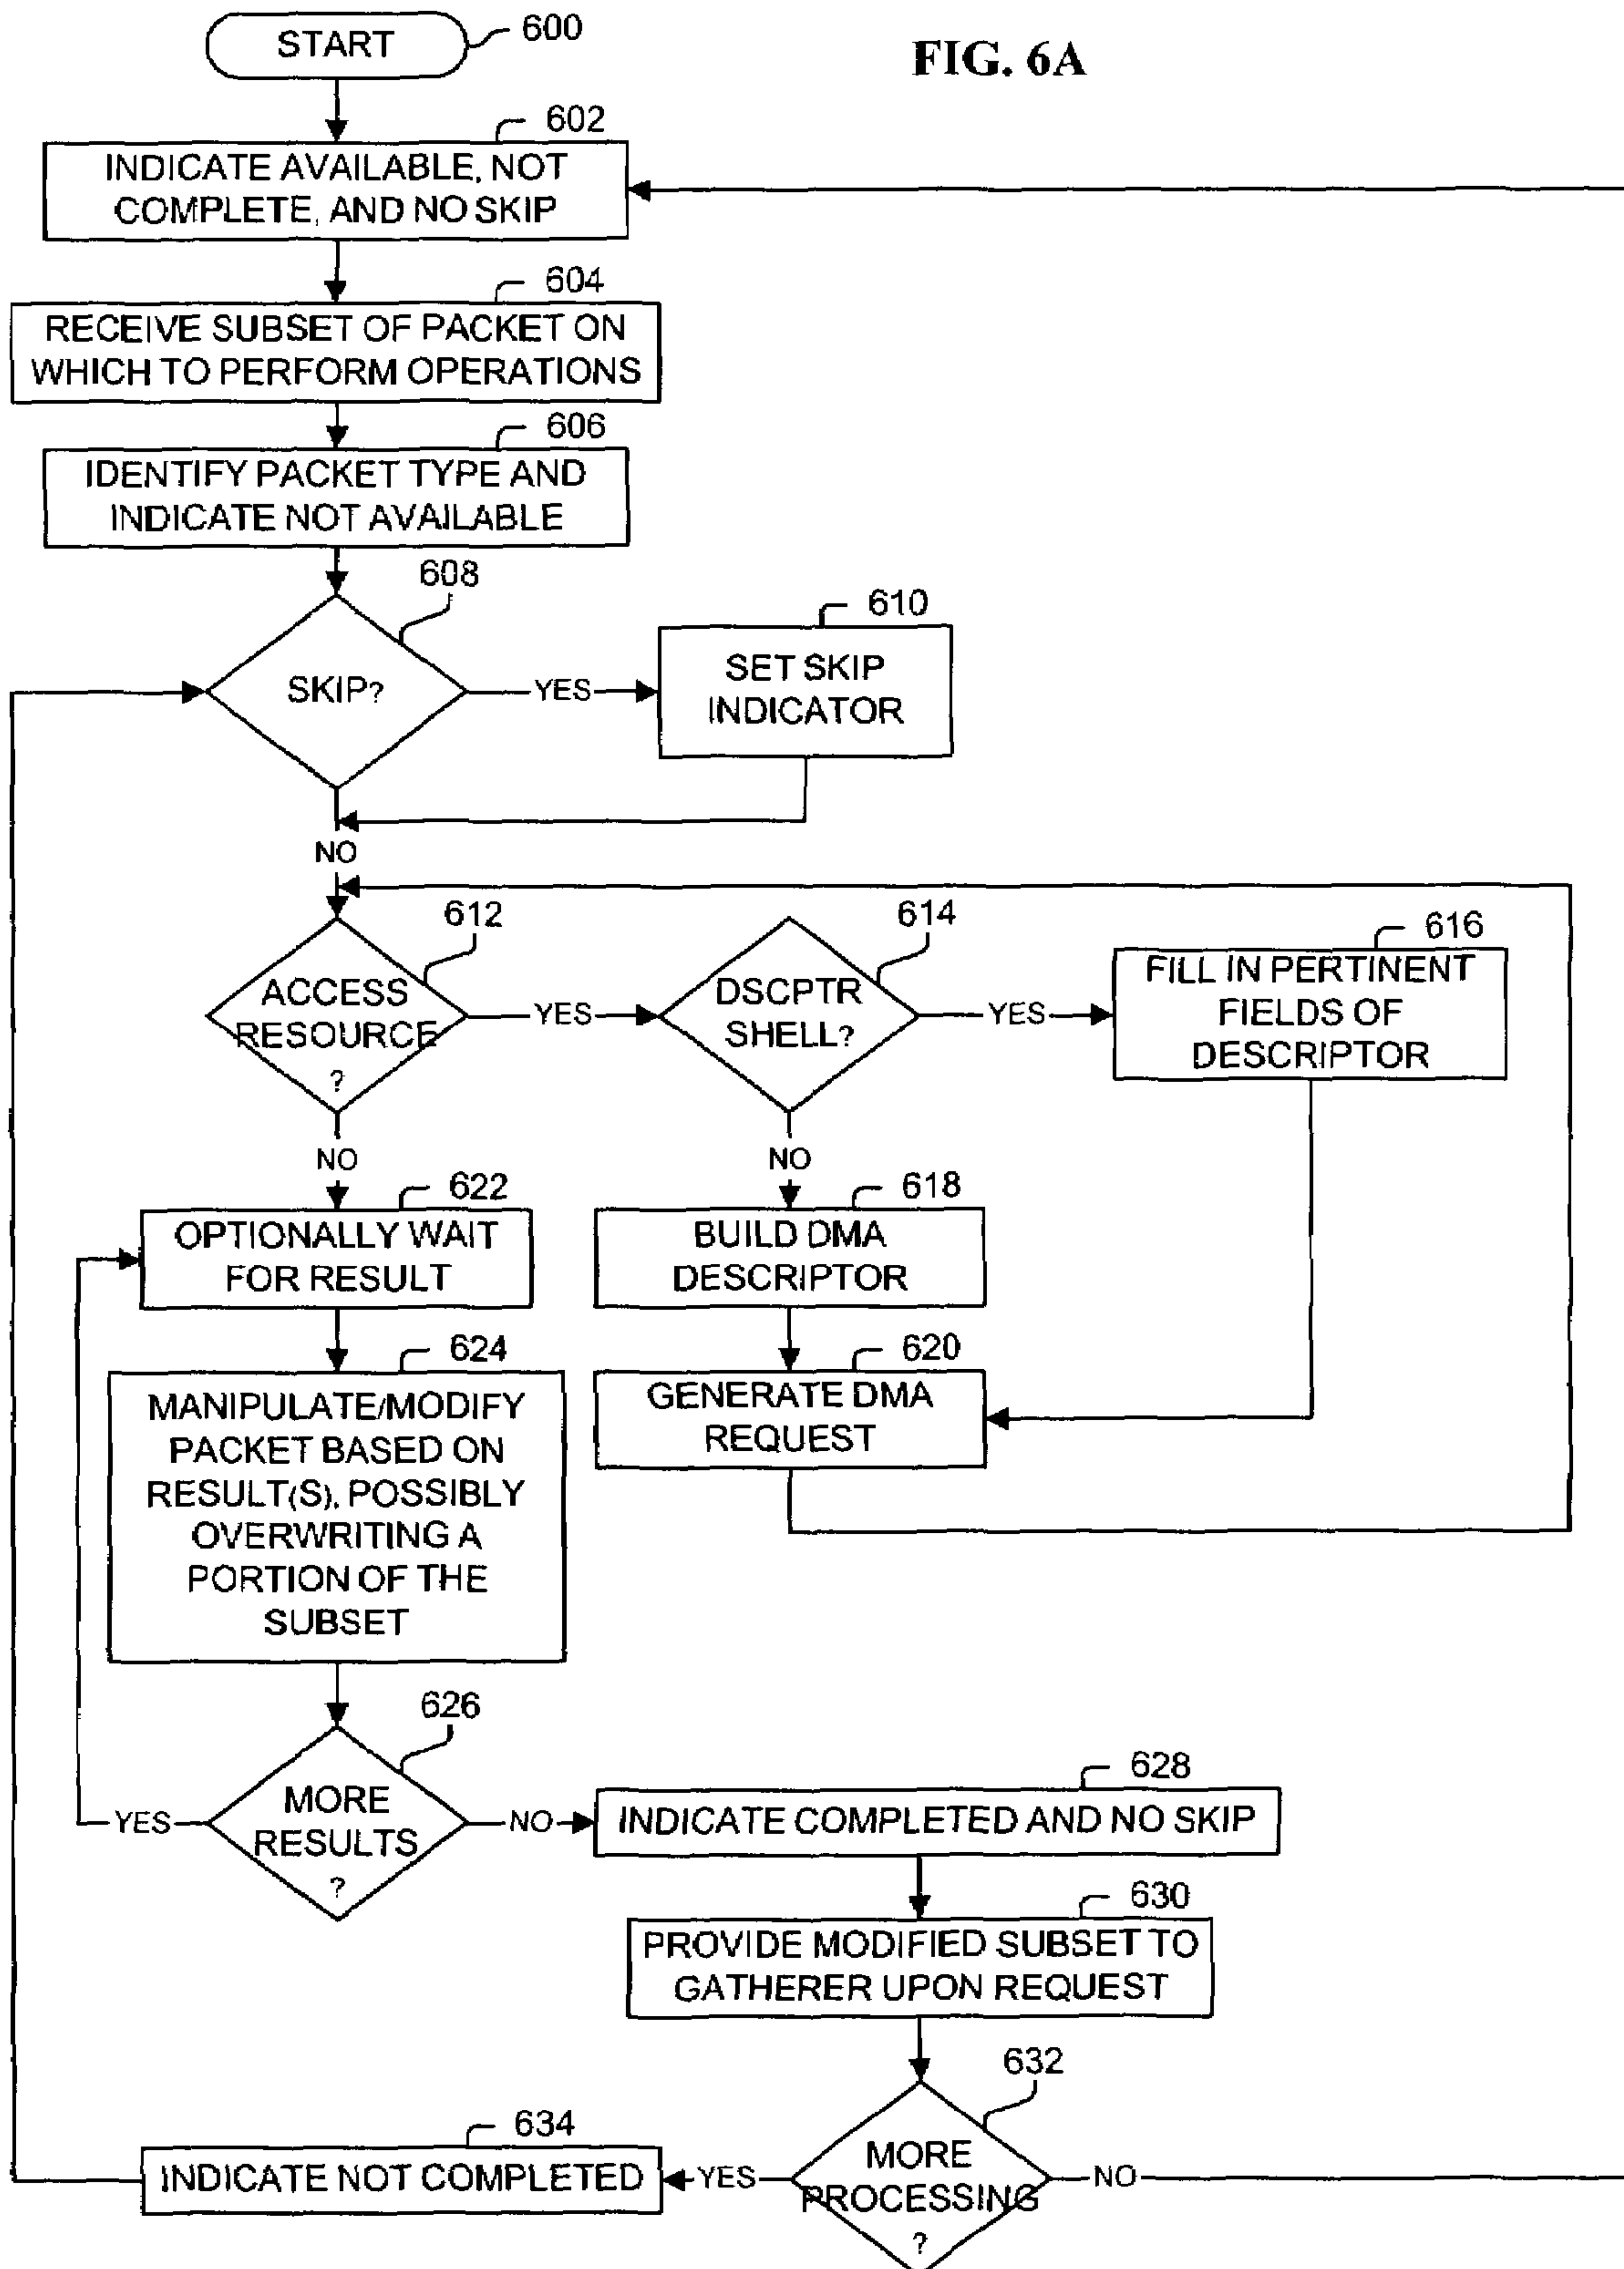 START
600
FIG. 6A
602
INDICATE AVAILABLE, NOT
COMPLETE, AND NO SKIP
604
RECEIVE SUBSET OF PACKET ON
WHICH TO PERFORM OPERATIONS
606
IDENTIFY PACKET TYPE AND
INDICATE NOT AVAILABLE
608
SKIP?
YES
610
SET SKIP
INDICATOR
NO
612
ACCESS
RESOURCE
?
YES
614
DSCPTR
SHELL?
YES
616
FILL IN PERTINENT
FIELDS OF
DESCRIPTOR
NO
NO
622
OPTIONALLY WAIT
FOR RESULT
618
BUILD DMA
DESCRIPTOR
624
MANIPULATE/MODIFY
PACKET BASED ON
RESULT(S), POSSIBLY
OVERWRITING A
PORTION OF THE
SUBSET
620
GENERATE DMA
REQUEST
626
MORE
RESULTS
?
YES
NO
628
INDICATE COMPLETED AND NO SKIP
630
PROVIDE MODIFIED SUBSET TO
GATHERER UPON REQUEST
632
MORE
PROCESSING
?
YES
NO
634
INDICATE NOT COMPLETED